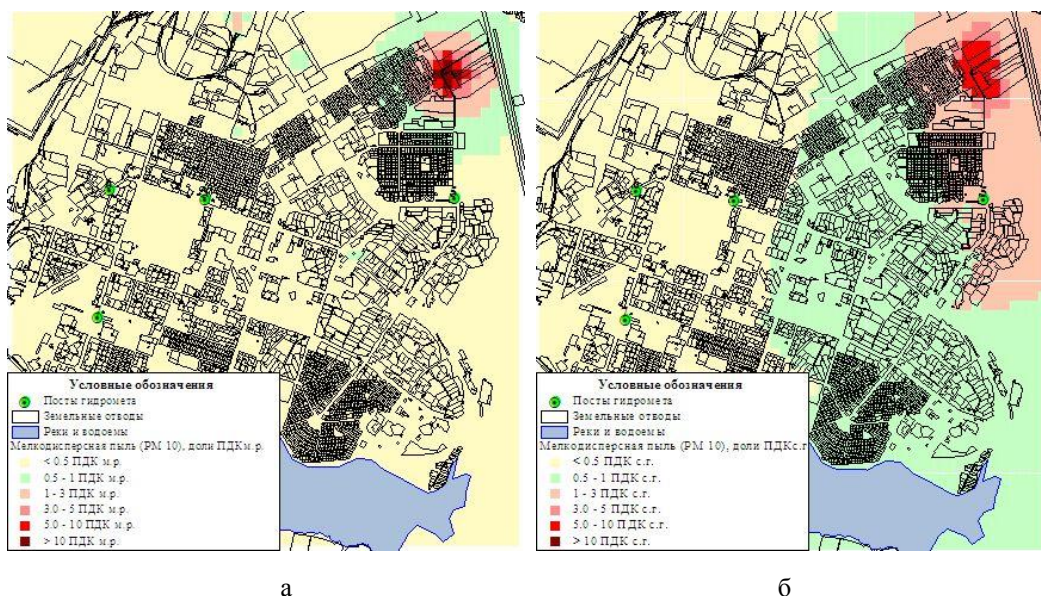 Условные обозначения
Посты гидромета
Земельные отводы
Реки и водоемы
Мелкодисперсная пыль (РМ 10), доли ПДКм.р.
< 0.5 ПДК м.р.
0.5 - 1 ПДК м.р.
1 - 3 ПДК м.р.
3.0 - 5 ПДК м.р.
5.0 - 10 ПДК м.р.
> 10 ПДК м.р.
Условные обозначения
Посты гидромета
Земельные отводы
Реки и водоемы
Мелкодисперсная пыль (РМ 10), доли ПДКс.г
< 0.5 ПДК с.г.
0.5 - 1 ПДК с.г.
1 - 3 ПДК с.г.
3.0 - 5 ПДК с.г.
5.0 - 10 ПДК с.г.
> 10 ПДК с.г.
а
б